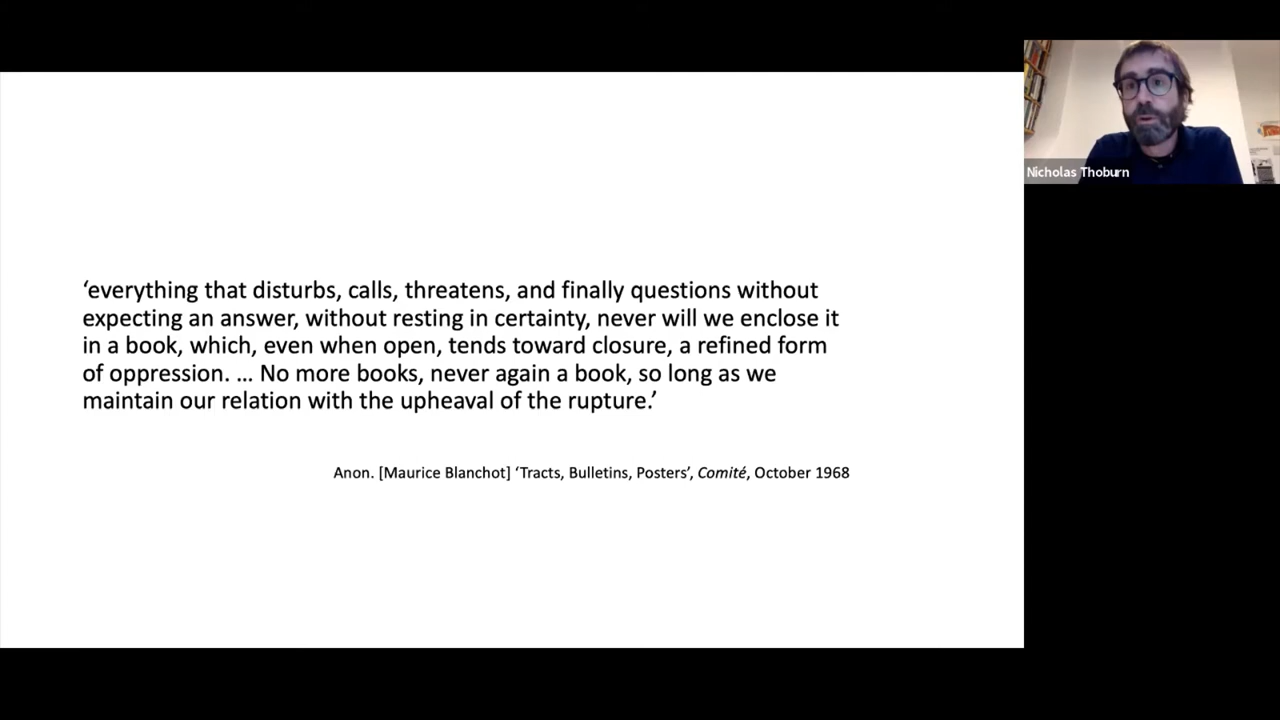 ‘everything that disturbs, calls, threatens, and finally questions without
expecting an answer, without resting in certainty, never will we enclose it
in a book, which, even when open, tends toward closure, a refined form
of oppression. … No more books, never again a book, so long as we
maintain our relation with the upheaval of the rupture.’
Anon. [Maurice Blanchot] ‘Tracts, Bulletins, Posters’, Comité, October 1968
Nicholas Thoburn